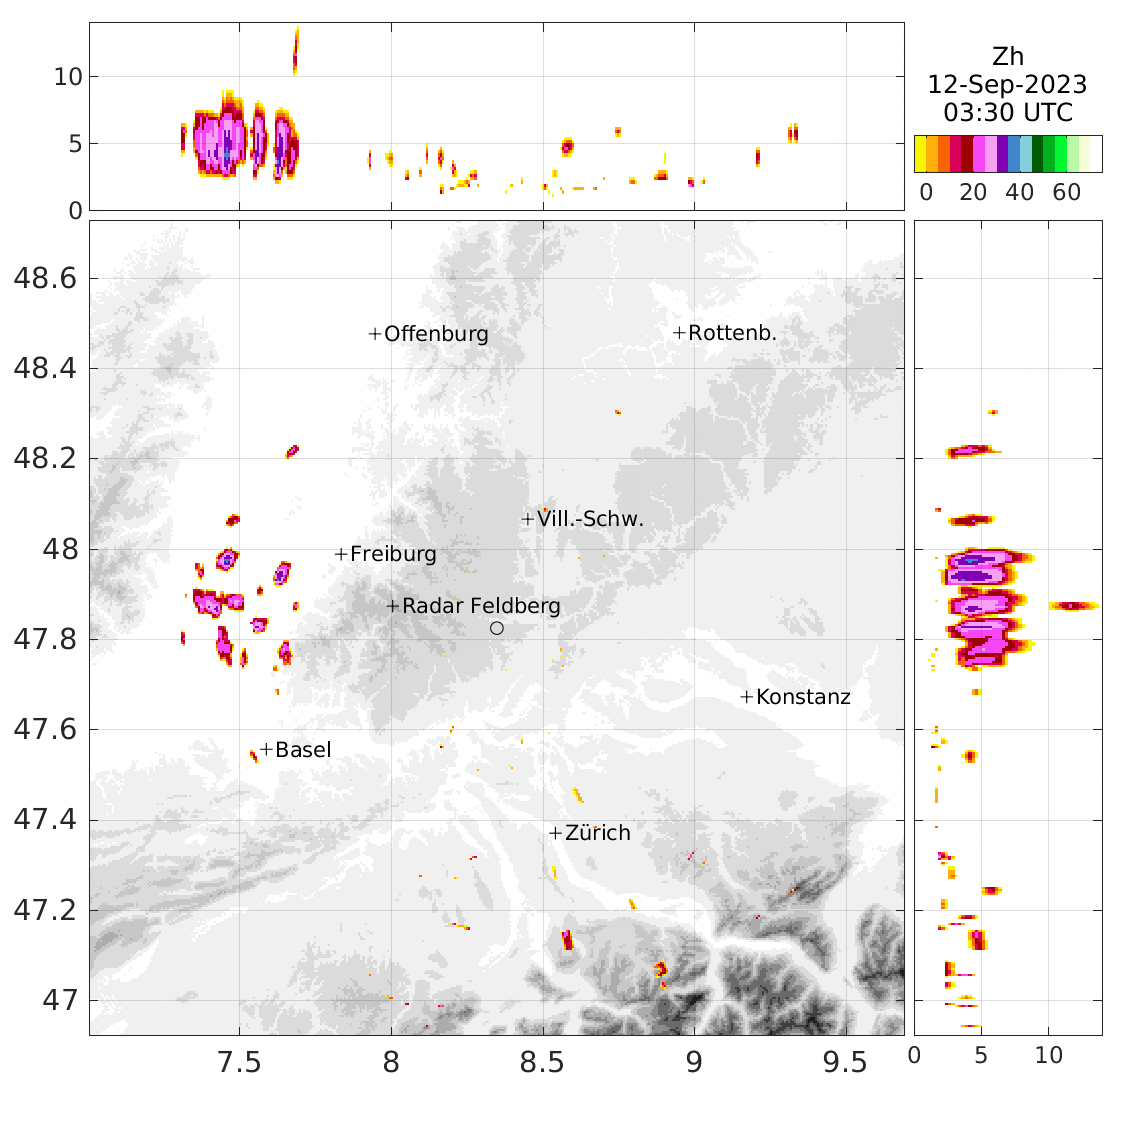 10
5
0
Zh
12-Sep-2023
03:30 UTC
0 20 40 60
48.6
48.4
48.2
48
47.8
47.6
47.4
47.2
47
+Offenburg
+Rottenb.
+Vill.-Schw.
+Freiburg
+Radar Feldberg
+Konstanz
+Basel
+Zürich
7.5 8 8.5 9 9.5
0 5 10